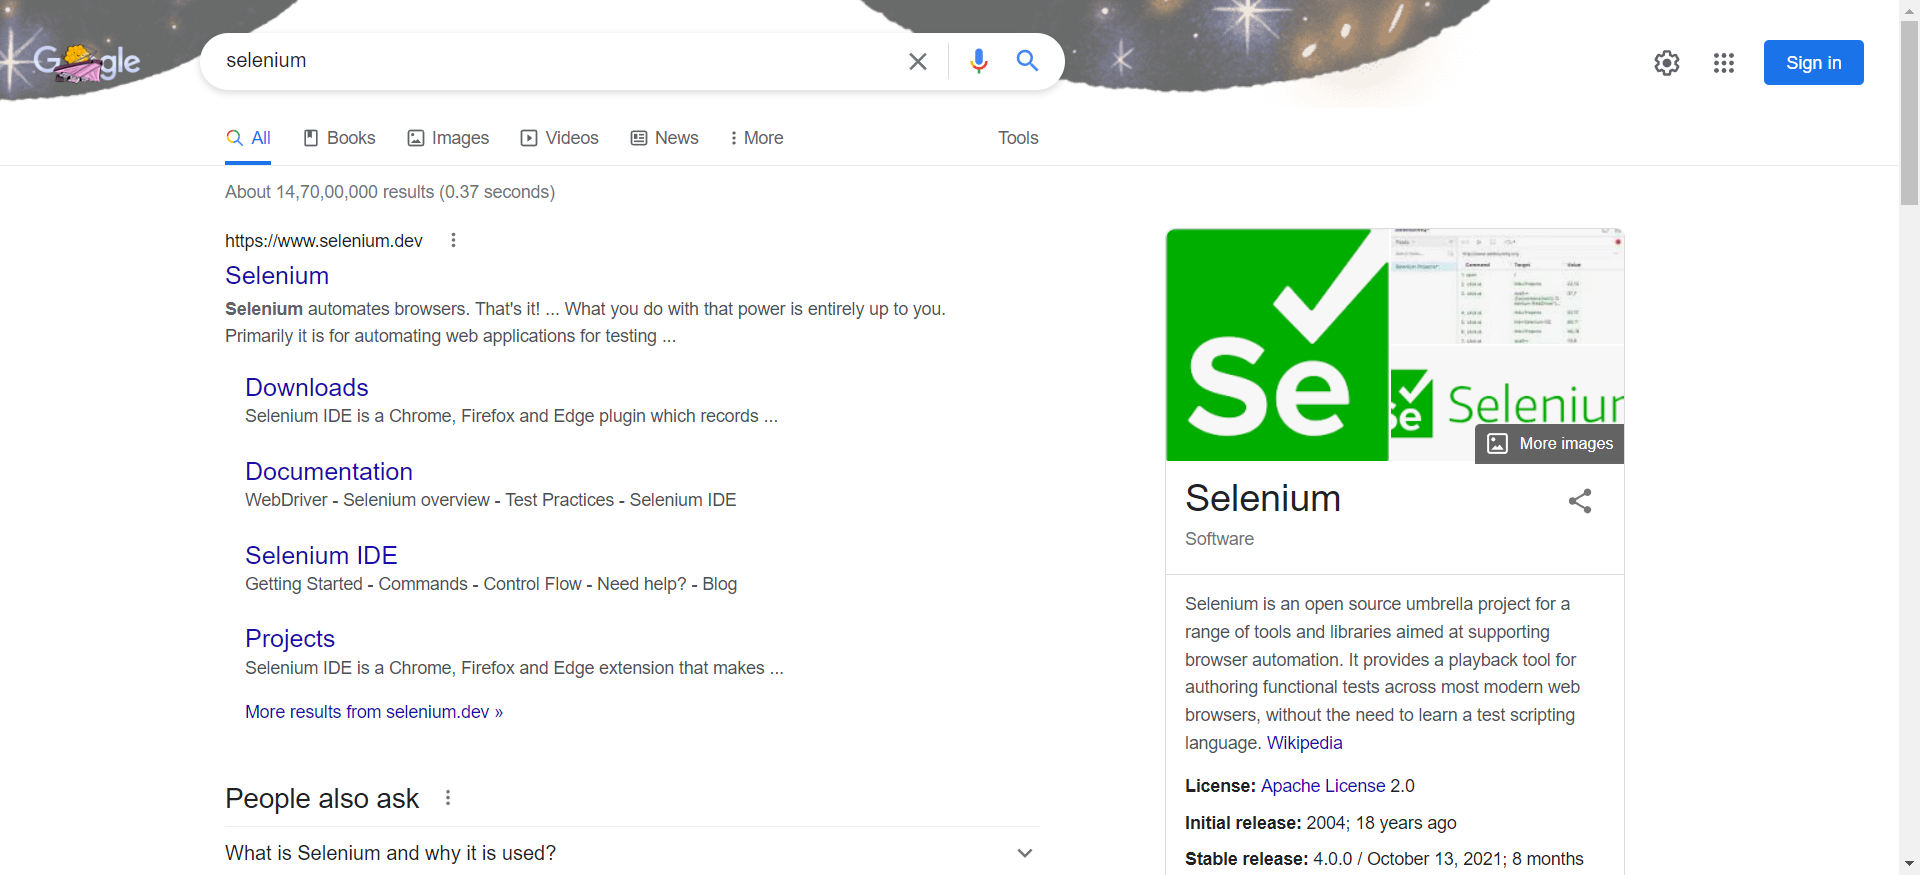 Google
selenium
Sign in
All
Books
Images
Videos
News
More
Tools
About 14,70,00,000 results (0.37 seconds)
https://www.selenium.dev
Selenium
Selenium automates browsers. That's it! ... What you do with that power is entirely up to you.
Primarily it is for automating web applications for testing ...
Downloads
Selenium IDE is a Chrome, Firefox and Edge plugin which records ...
Documentation
WebDriver - Selenium overview - Test Practices - Selenium IDE
Selenium IDE
Getting Started - Commands - Control Flow - Need help? - Blog
Projects
Selenium IDE is a Chrome, Firefox and Edge extension that makes ...
More results from selenium.dev »
People also ask
What is Selenium and why it is used?
Se
Command Target Value
Se
Selenium
More images
Selenium
Software
Selenium is an open source umbrella project for a
range of tools and libraries aimed at supporting
browser automation. It provides a playback tool for
authoring functional tests across most modern web
browsers, without the need to learn a test scripting
language. Wikipedia
License: Apache License 2.0
Initial release: 2004; 18 years ago
Stable release: 4.0.0 / October 13, 2021; 8 months